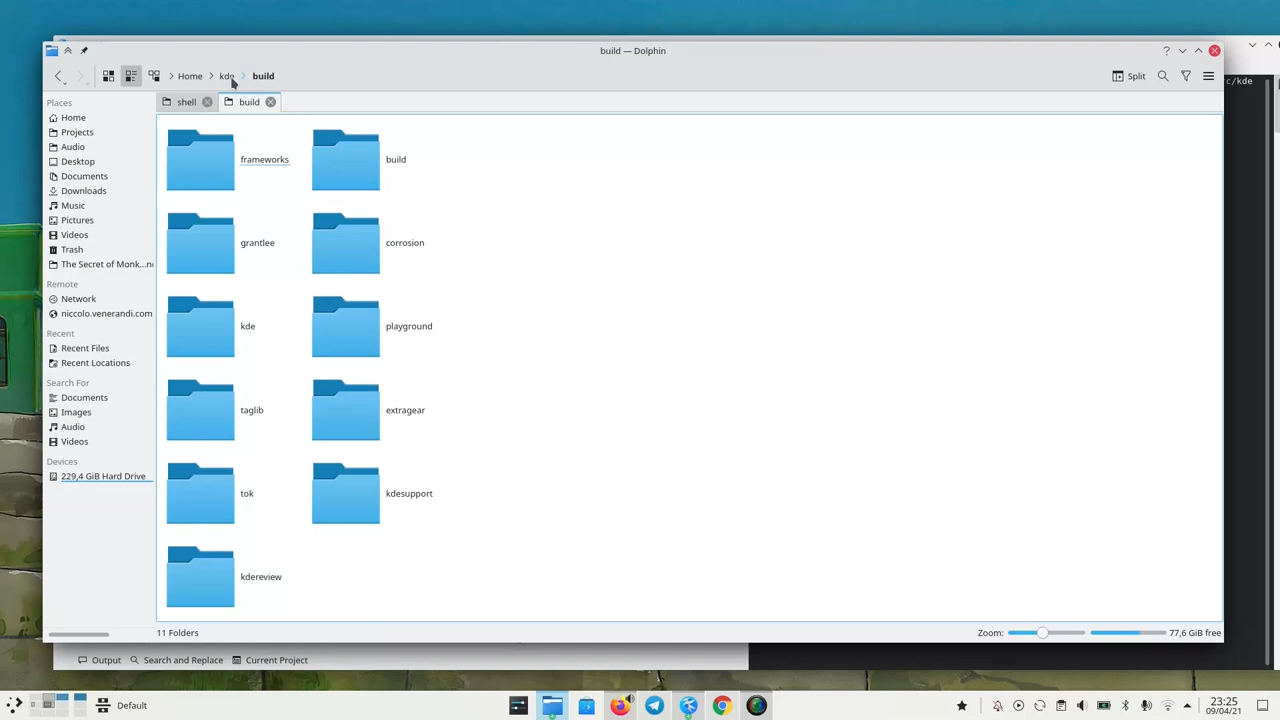 build — Dolphin
Home kde build
Split
rc/kde
Places
Home
Projects
Audio
Desktop
Documents
Downloads
Music
Pictures
Videos
Trash
The Secret of Monk...n
Remote
Network
niccolo.venerandi.com
Recent
Recent Files
Recent Locations
Search For
Documents
Images
Audio
Videos
Devices
229,4 GiB Hard Drive
shell
build
frameworks
build
grantlee
corrosion
kde
playground
taglib
extragear
tok
kdesupport
kdereview
11 Folders
Zoom:
77,6 GiB free
Output
Search and Replace
Current Project
Default
23:25
09/04/21